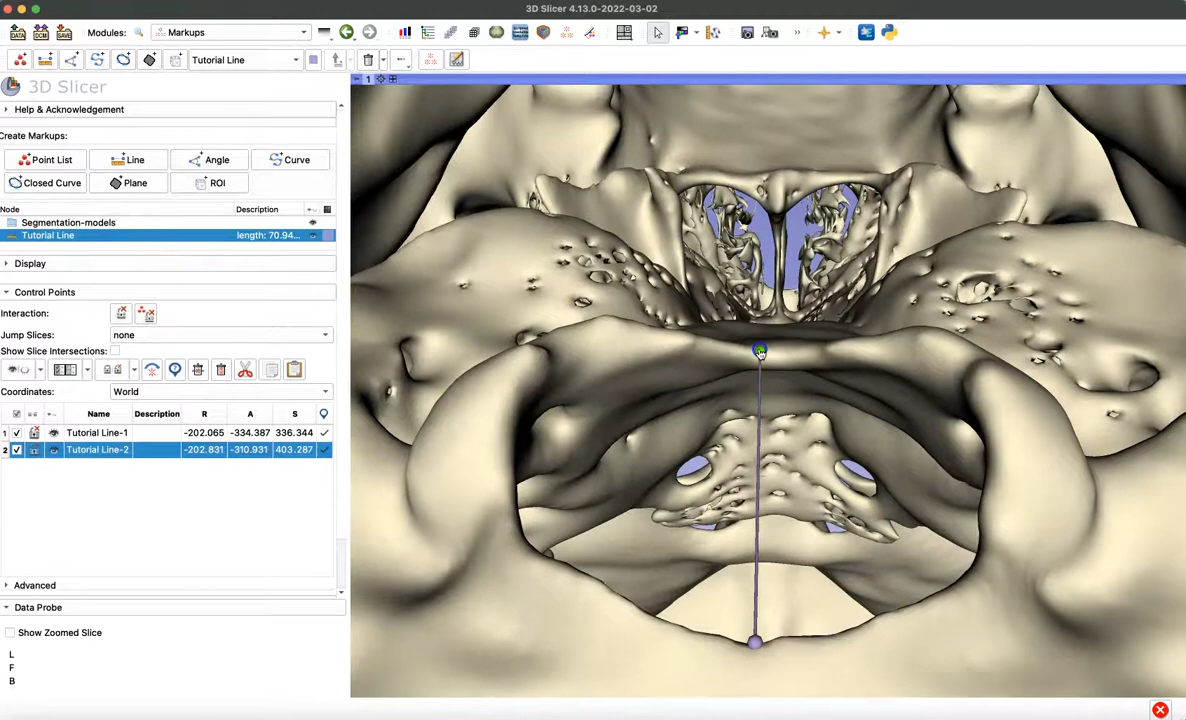 3D Slicer 4.13.0-2022-03-02
DATA DCM SAVE Modules: Markups
Tutorial Line
1
3D Slicer
Help & Acknowledgement
Create Markups:
Point List Line Angle Curve
Closed Curve Plane ROI
Node Description
Segmentation-models
Tutorial Line length: 70.94...
Display
Control Points
Interaction:
Jump Slices: none
Show Slice Intersections:
Coordinates: World
Name Description R A S
1 Tutorial Line-1 -202.065 -334.387 336.344
2 Tutorial Line-2 -202.831 -310.931 403.287
Advanced
Data Probe
Show Zoomed Slice
L
F
B